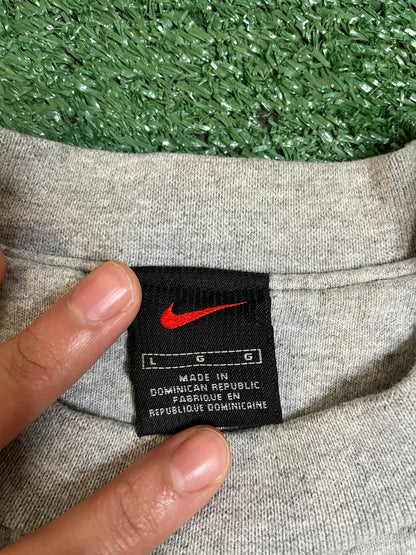 L G G
MADE IN
DOMINICAN REPUBLIC
FABRIQUE EN
REPUBLIQUE DOMINICAINE